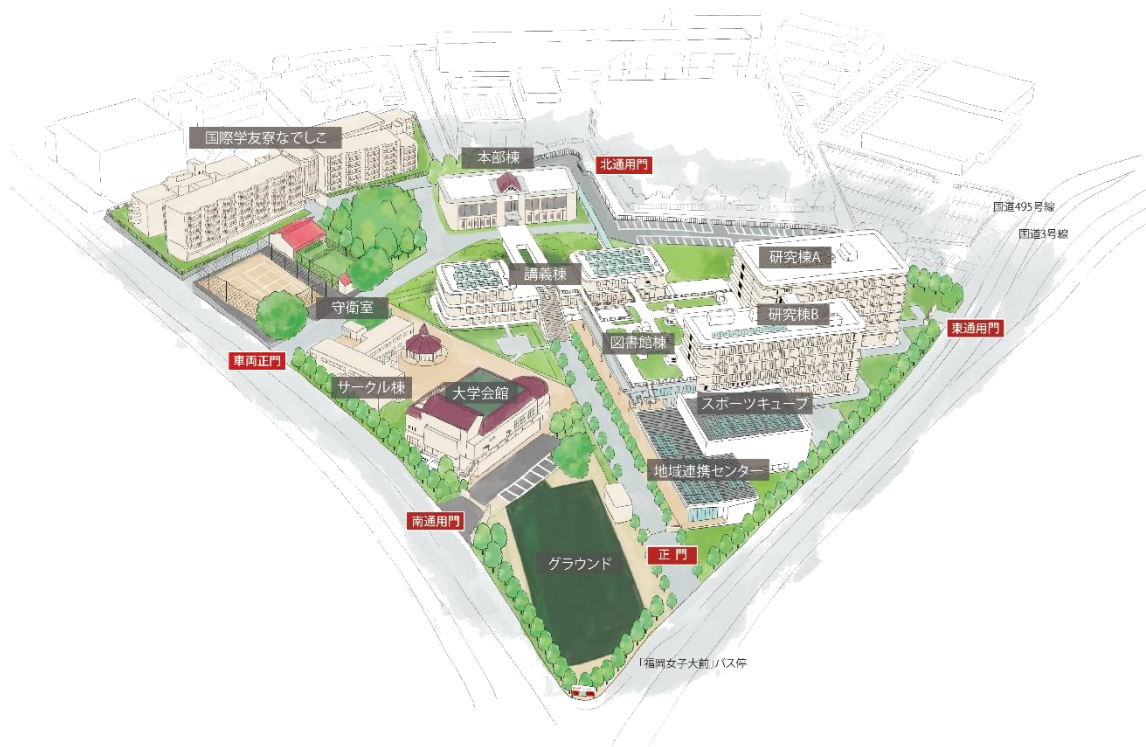 国際学友寮なでしこ
本部棟
北通用門
国道495号線
国道3号線
研究棟A
講義棟
守衛室
研究棟B
東通用門
図書館棟
車両正門
サークル棟
大学会館
スポーツキューブ
地域連携センター
南通用門
正門
グラウンド
「福岡女子大前」バス停